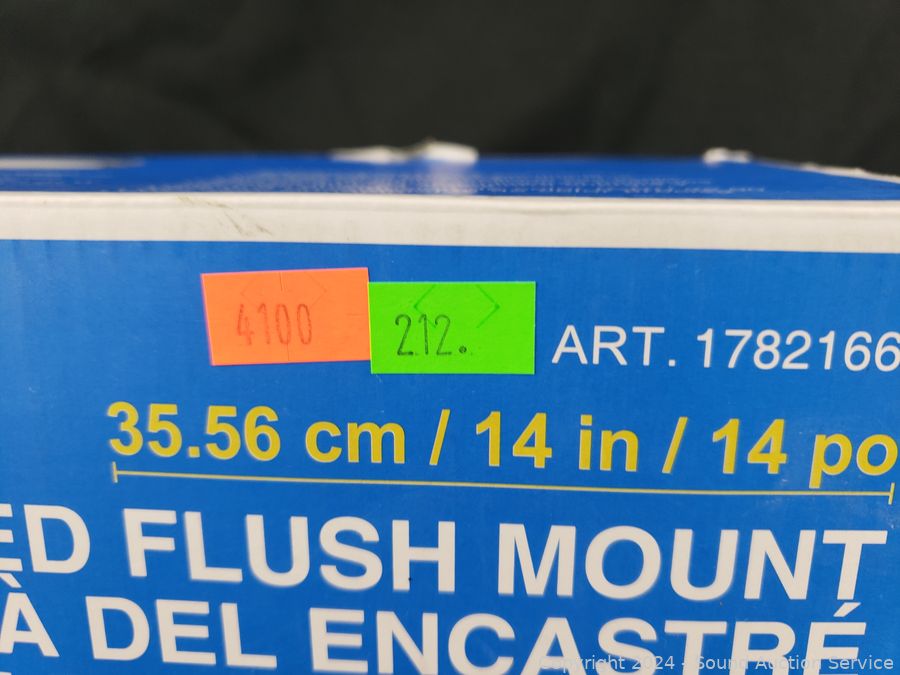 4100
212.
ART. 1782166
35.56 cm / 14 in / 14 po
ED FLUSH MOUNT
À DEL ENCASTRÉ
Copyright 2024 - Sound Auction Service